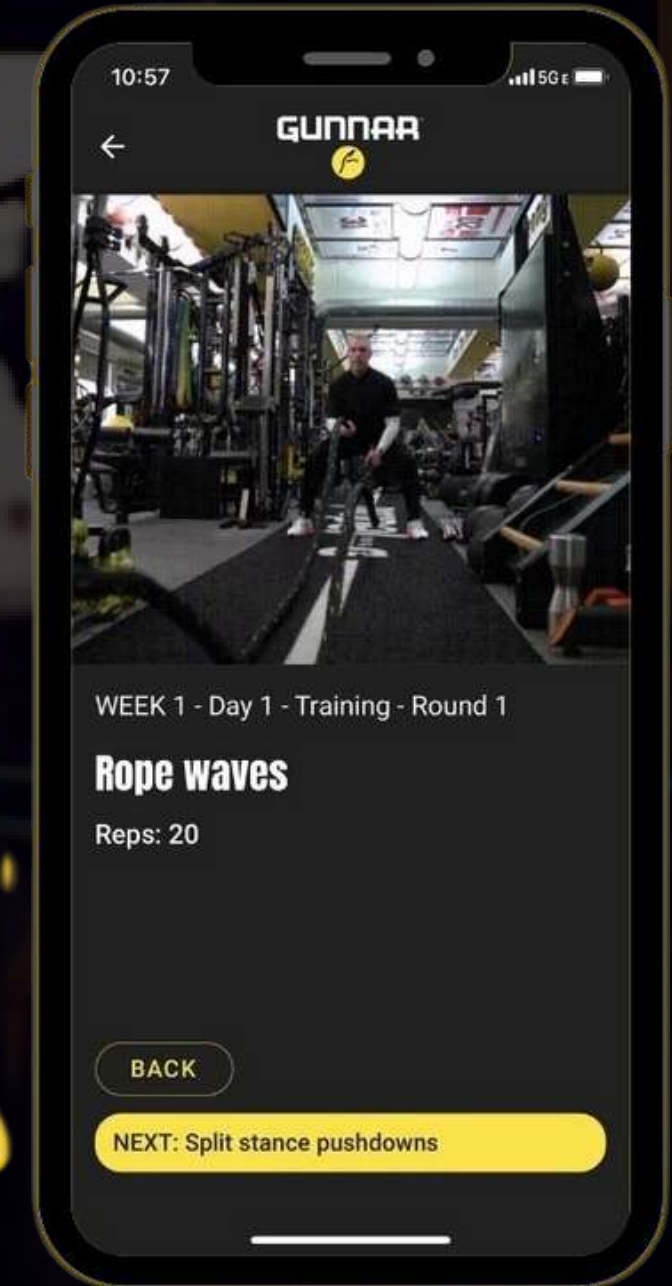 10:57
5G E
GUNNAR
WEEK 1 - Day 1 - Training - Round 1
Rope waves
Reps: 20
BACK
NEXT: Split stance pushdowns